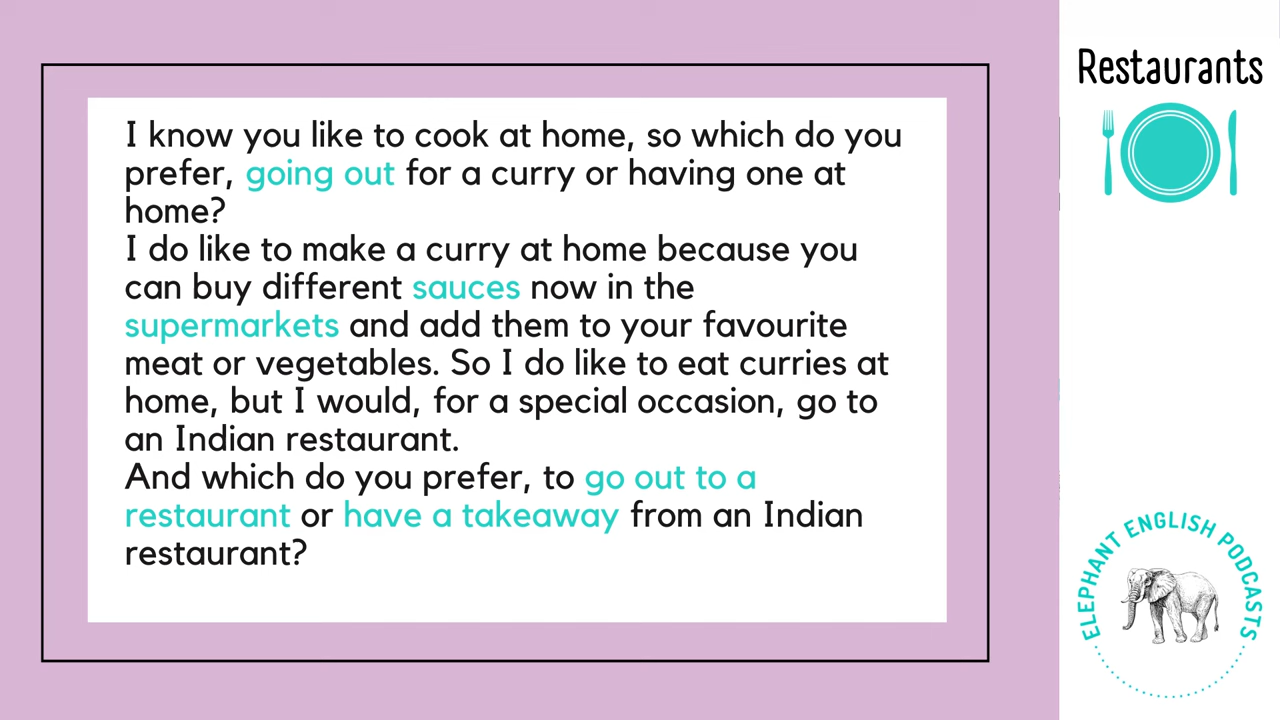 I know you like to cook at home, so which do you
prefer, going out for a curry or having one at
home?
I do like to make a curry at home because you
can buy different sauces now in the
supermarkets and add them to your favourite
meat or vegetables. So I do like to eat curries at
home, but I would, for a special occasion, go to
an Indian restaurant.
And which do you prefer, to go out to a
restaurant or have a takeaway from an Indian
restaurant?
Restaurants
ELEPHANT ENGLISH PODCASTS